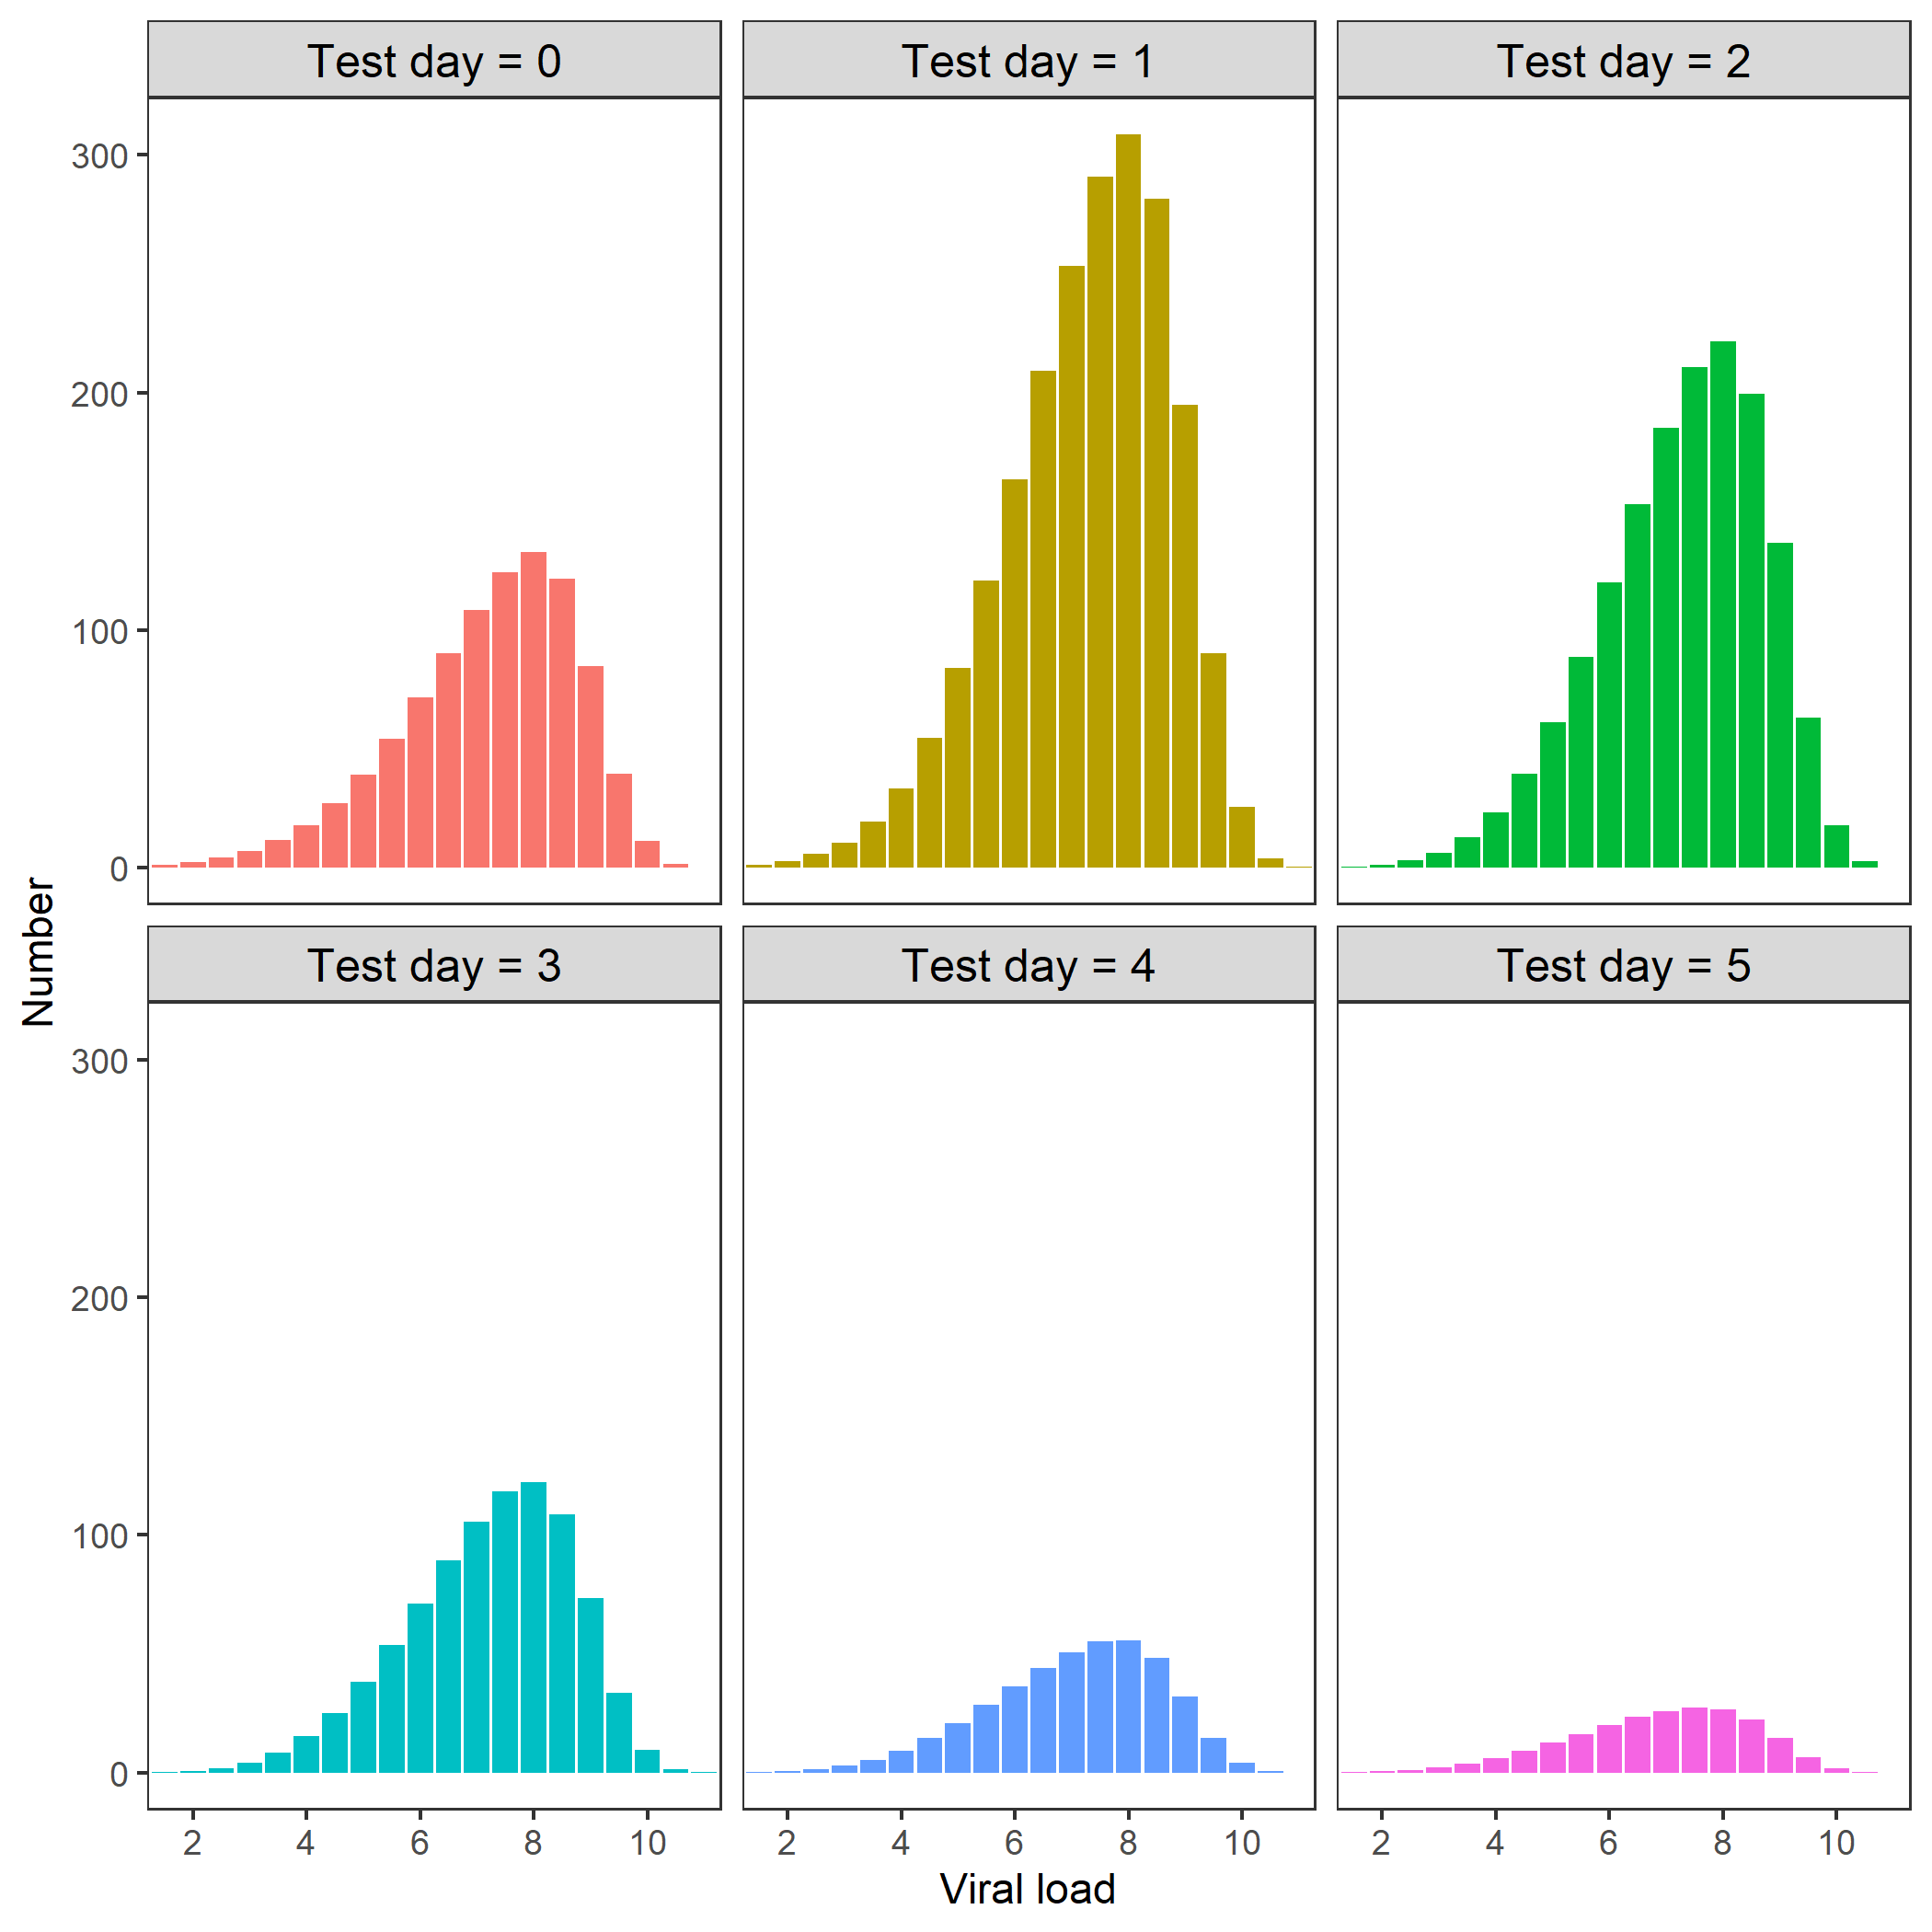 Test day = 0
Test day = 1
Test day = 2
300
200
100
0
Number
Test day = 3
Test day = 4
Test day = 5
300
200
100
0
2 4 6 8 10
2 4 6 8 10
2 4 6 8 10
Viral load